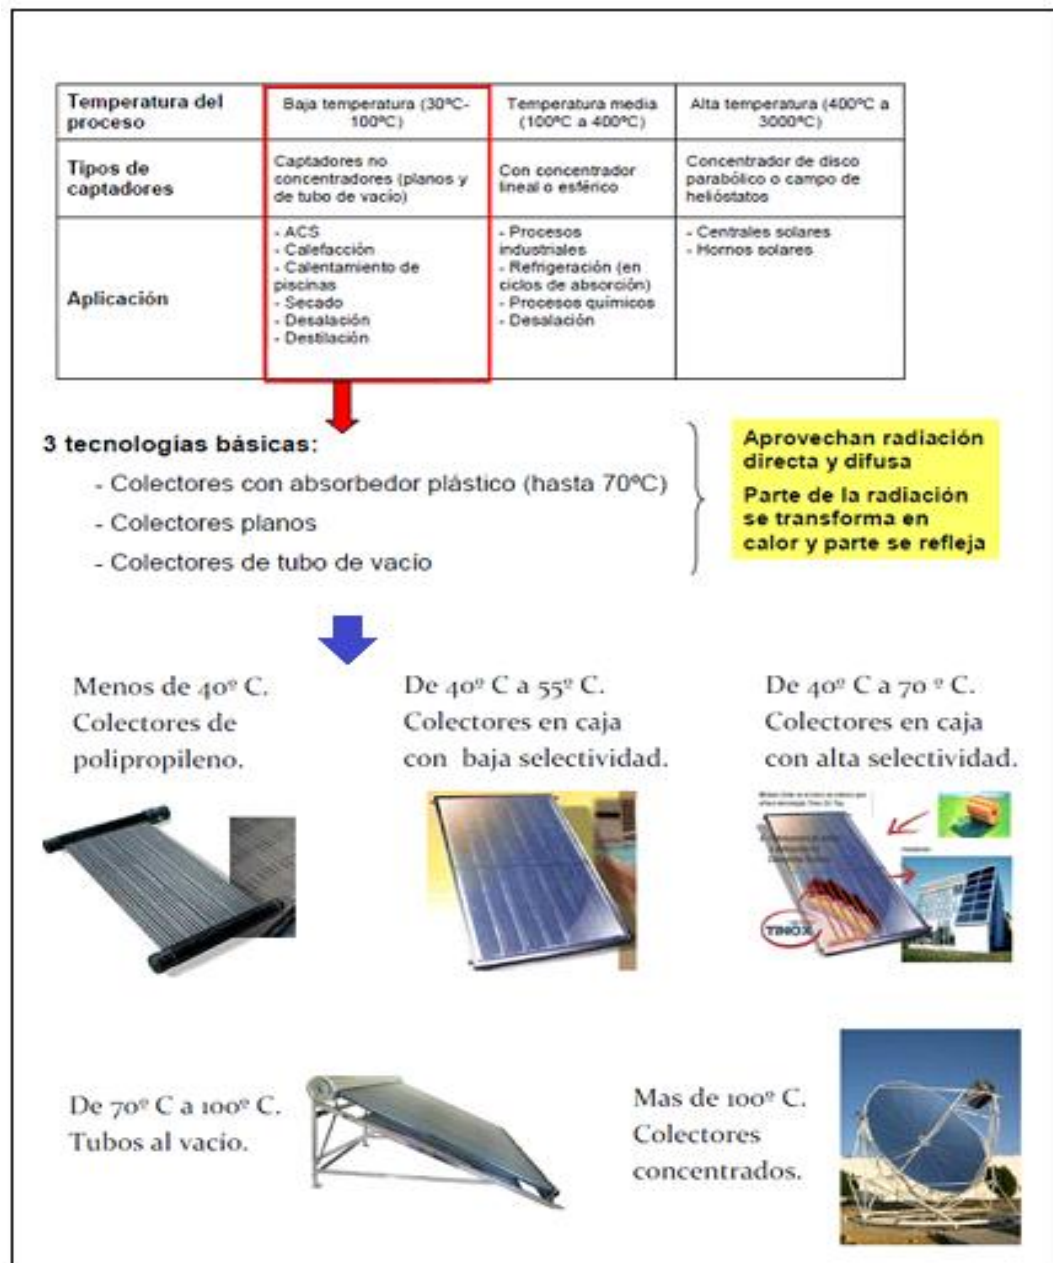 Temperatura del
proceso
Baja temperatura (30ºC-
100ºC)
Temperatura media
(100ºC a 400ºC)
Alta temperatura (400ºC a
3000ºC)
Tipos de
captadores
Captadores no
concentradores (planos y
de tubo de vacío)
Con concentrador
lineal o esférico
Concentrador de disco
parabólico o campo de
helióstatos
Aplicación
- ACS
- Calefacción
- Calentamiento de
piscinas
- Secado
- Desalación
- Destilación
- Procesos
industriales
- Refrigeración (en
ciclos de absorción)
- Procesos químicos
- Desalación
- Centrales solares
- Hornos solares
3 tecnologías básicas:
- Colectores con absorbedor plástico (hasta 70ºC)
- Colectores planos
- Colectores de tubo de vacío
Aprovechan radiación
directa y difusa
Parte de la radiación
se transforma en
calor y parte se refleja
Menos de 40º C.
Colectores de
polipropileno.
De 40º C a 55º C.
Colectores en caja
con baja selectividad.
De 40º C a 70 º C.
Colectores en caja
con alta selectividad.
TINOX
De 70º C a 100º C.
Tubos al vacío.
Mas de 100º C.
Colectores
concentrados.